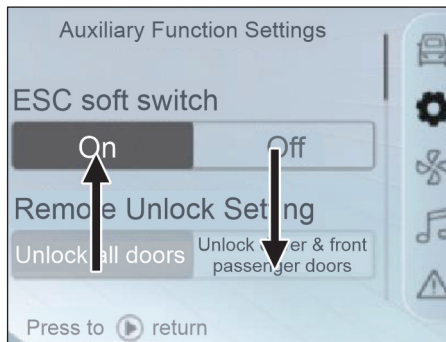 Auxiliary Function Settings
ESC soft switch
On Off
Remote Unlock Setting
Unlock all doors
Unlock & front
passenger doors
Press to return